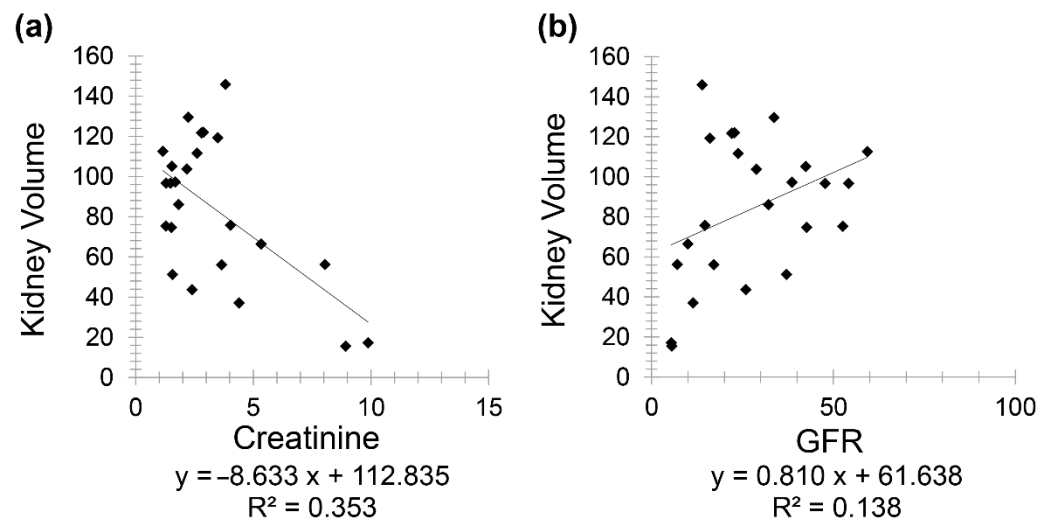 (a)
160
140
120
100
80
60
40
20
0
Kidney Volume
0 5 10 15
Creatinine
y = –8.633 x + 112.835
R² = 0.353
(b)
160
140
120
100
80
60
40
20
0
Kidney Volume
0 50 100
GFR
y = 0.810 x + 61.638
R² = 0.138